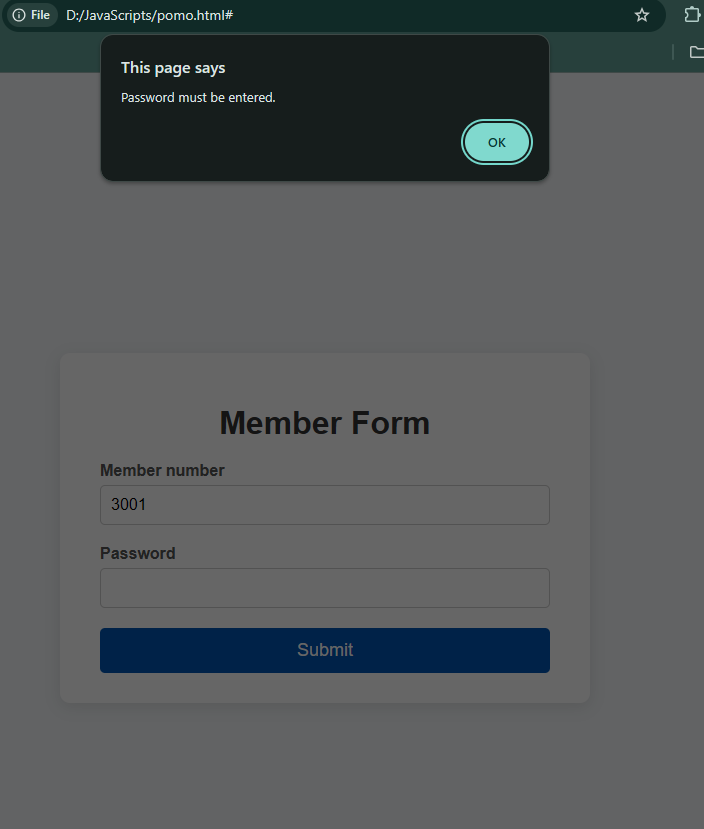 File
D:/JavaScripts/pomo.html#
This page says
Password must be entered.
OK
Member Form
Member number
3001
Password
Submit